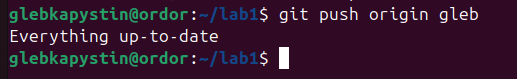 glebkapystin@ordor:~/lab1$ git push origin gleb
Everything up-to-date
glebkapystin@ordor:~/lab1$